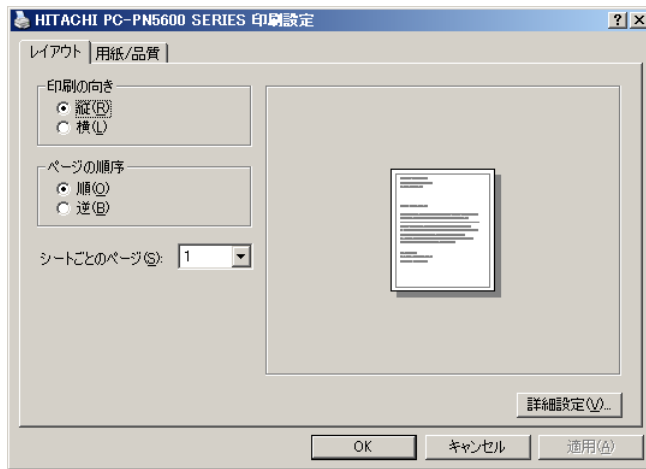 HITACHI PC-PN5600 SERIES 印刷設定
レイアウト 用紙/品質
印刷の向き
縦(R)
横(L)
ページの順序
順(O)
逆(B)
シートごとのページ(S): 1
詳細設定(V)...
OK キャンセル 適用(A)